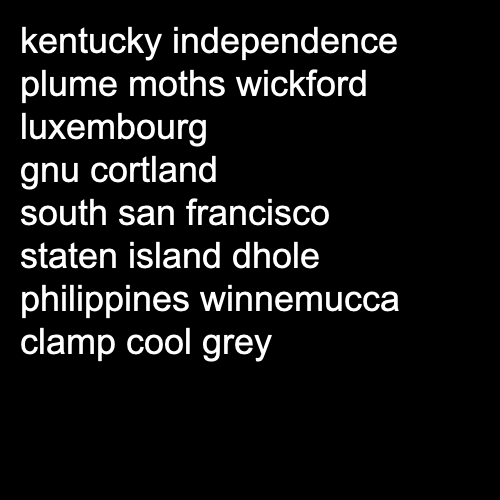 kentucky independence
plume moths wickford
luxembourg
gnu cortland
south san francisco
staten island dhole
philippines winnemucca
clamp cool grey